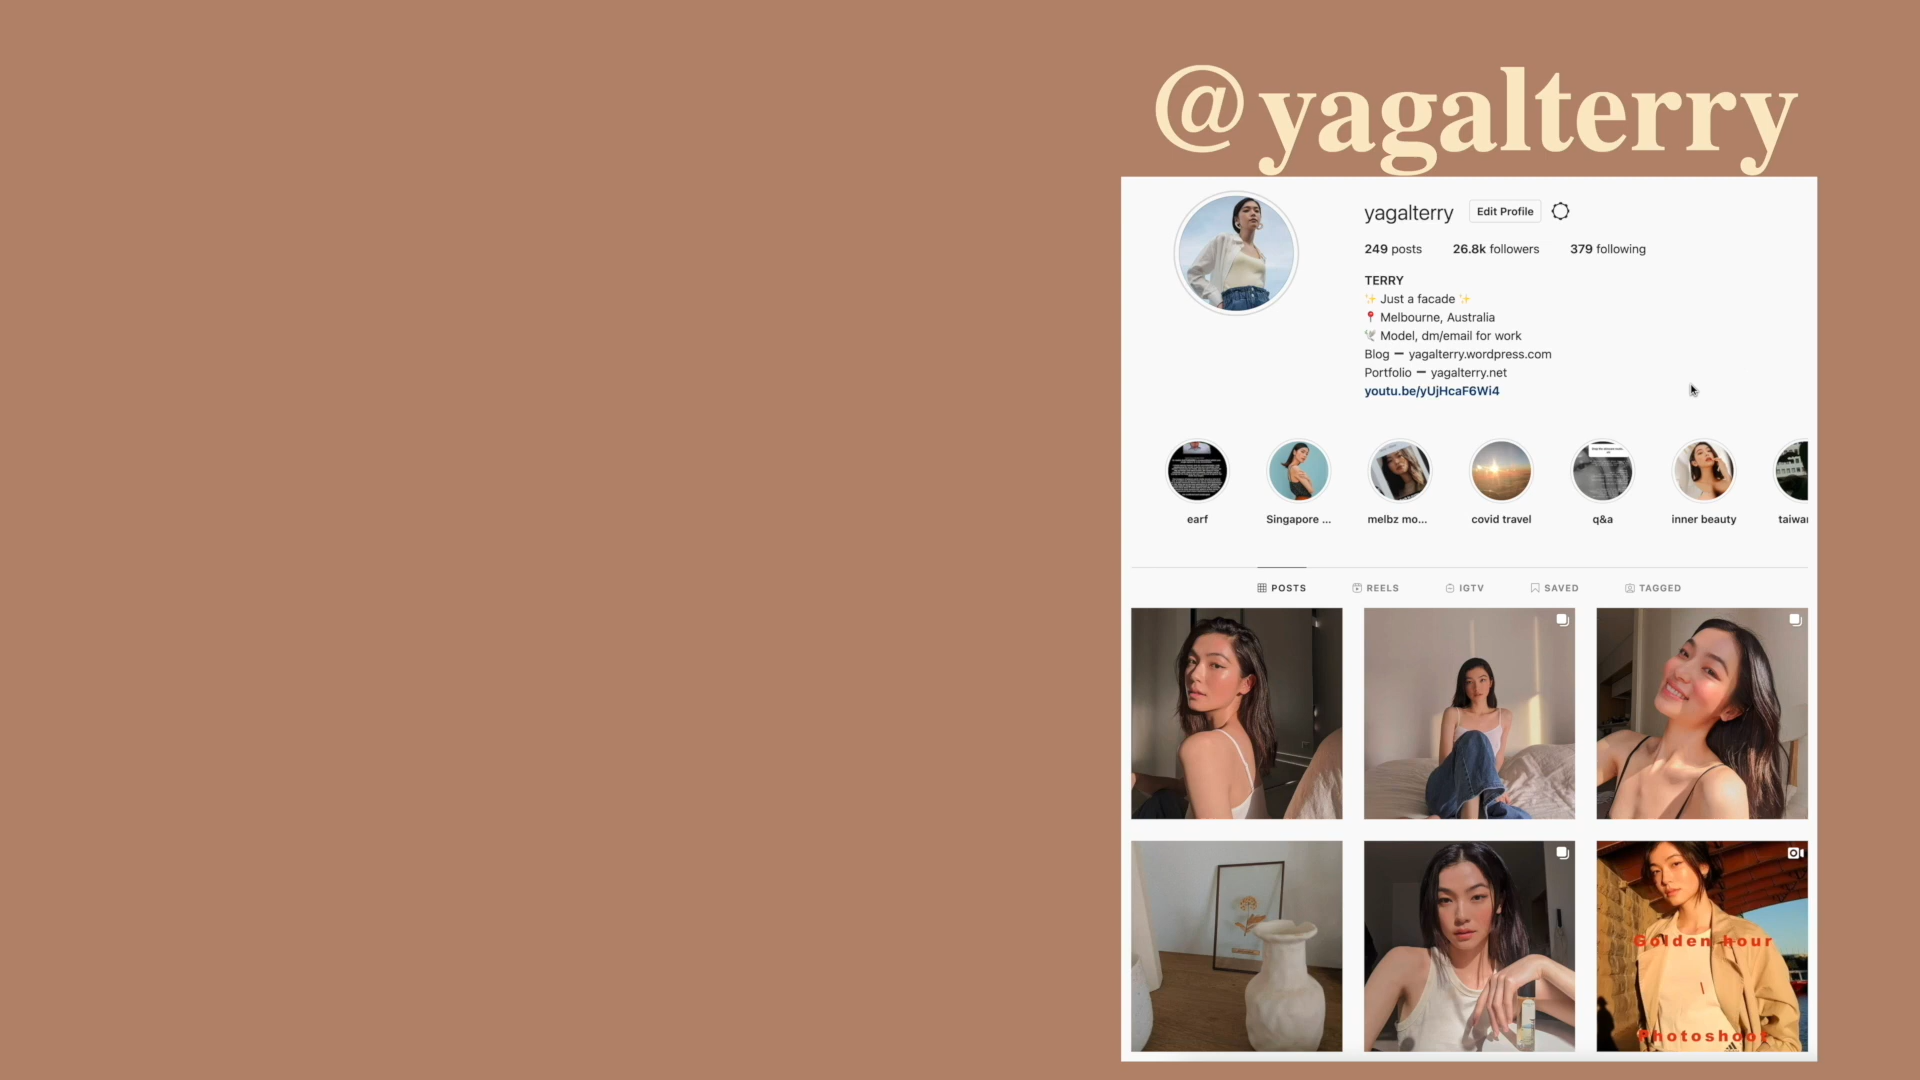 @yagalterry
yagalterry Edit Profile
249 posts 26.8k followers 379 following
TERRY
✨ Just a facade ✨
📍 Melbourne, Australia
🕊 Model, dm/email for work
Blog — yagalterry.wordpress.com
Portfolio — yagalterry.net
youtu.be/yUjHcaF6Wi4
earf Singapore ... melbz mo... covid travel q&a inner beauty taiwa
POSTS REELS IGTV SAVED TAGGED
Golden hour
Photoshoot